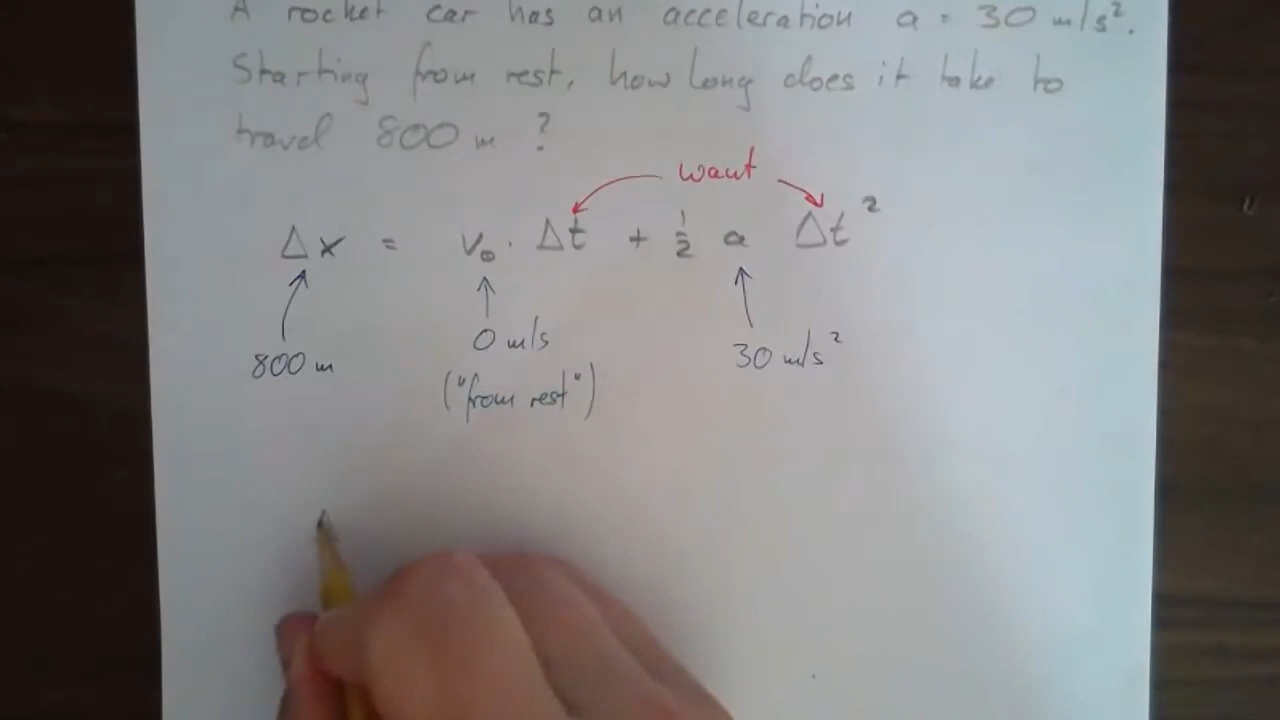 A rocket car has an acceleration a = 30 m/s².
Starting from rest, how long does it take to
travel 800 m ?
want
Δx = v₀ · Δt + ½ a Δt²
800 m
0 m/s
("from rest")
30 m/s²